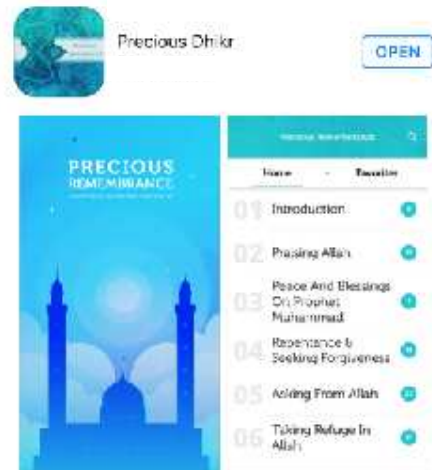 Precious Dhikr
OPEN
PRECIOUS
REMEMBRANCE
Home
Favorites
01 Introduction
02 Praising Allah
03 Peace And Blessings
On Prophet
Muhammad
04 Repentance &
Seeking Forgiveness
05 Asking From Allah
06 Taking Refuge In
Allah